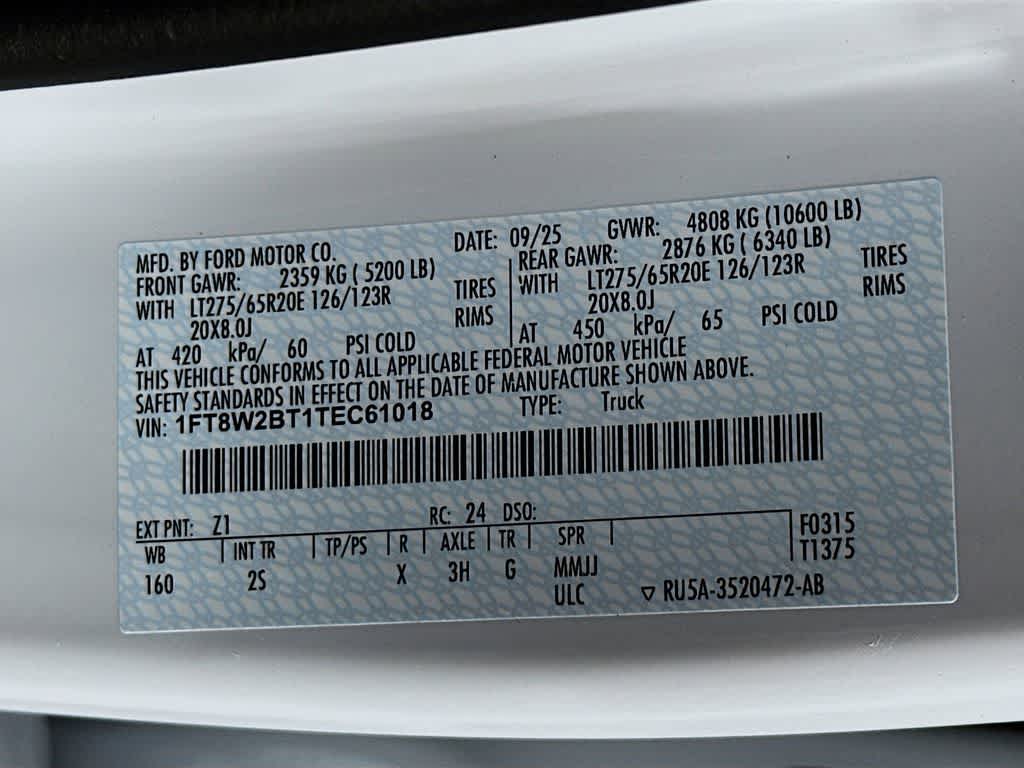 MFD. BY FORD MOTOR CO. DATE: 09/25 GVWR: 4808 KG (10600 LB)
FRONT GAWR: 2359 KG ( 5200 LB) REAR GAWR: 2876 KG ( 6340 LB)
WITH LT275/65R20E 126/123R TIRES WITH LT275/65R20E 126/123R TIRES
20X8.0J RIMS 20X8.0J RIMS
AT 420 kPa/ 60 PSI COLD AT 450 kPa/ 65 PSI COLD
THIS VEHICLE CONFORMS TO ALL APPLICABLE FEDERAL MOTOR VEHICLE
SAFETY STANDARDS IN EFFECT ON THE DATE OF MANUFACTURE SHOWN ABOVE.
VIN: 1FT8W2BT1TEC61018 TYPE: Truck
EXT PNT: Z1 RC: 24 DSO:
WB INT TR TP/PS R AXLE TR SPR F0315
T1375
160 2S X 3H G MMJJ
ULC ▽ RU5A-3520472-AB